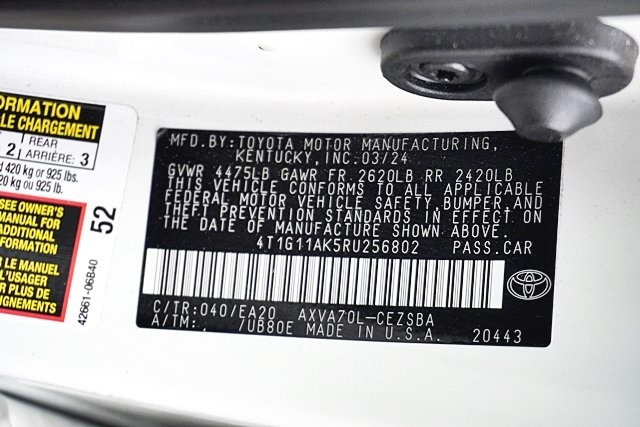 ORMATION
LE CHARGEMENT
REAR
2 ARRIÈRE: 3
d 420 kg or 925 lbs.
20 kg ou 925 lb.
SEE OWNER'S
MANUAL FOR
ADDITIONAL
NFORMATION
R LE MANUEL
L'USAGER
R PLUS DE
IGNEMENTS
52
42661-06B40
MFD.BY:TOYOTA MOTOR MANUFACTURING,
KENTUCKY, INC.03/24
GVWR 4475LB GAWR FR 2620LB RR 2420LB
THIS VEHICLE CONFORMS TO ALL APPLICABLE
FEDERAL MOTOR VEHICLE SAFETY,BUMPER,AND
THEFT PREVENTION STANDARDS IN EFFECT ON
THE DATE OF MANUFACTURE SHOWN ABOVE.
4T1G11AK5RU256802 PASS.CAR
C/TR:040/EA20 AXVA70L-CEZSBA
A/TM:, /UB80E MADE IN U.S.A. 20443